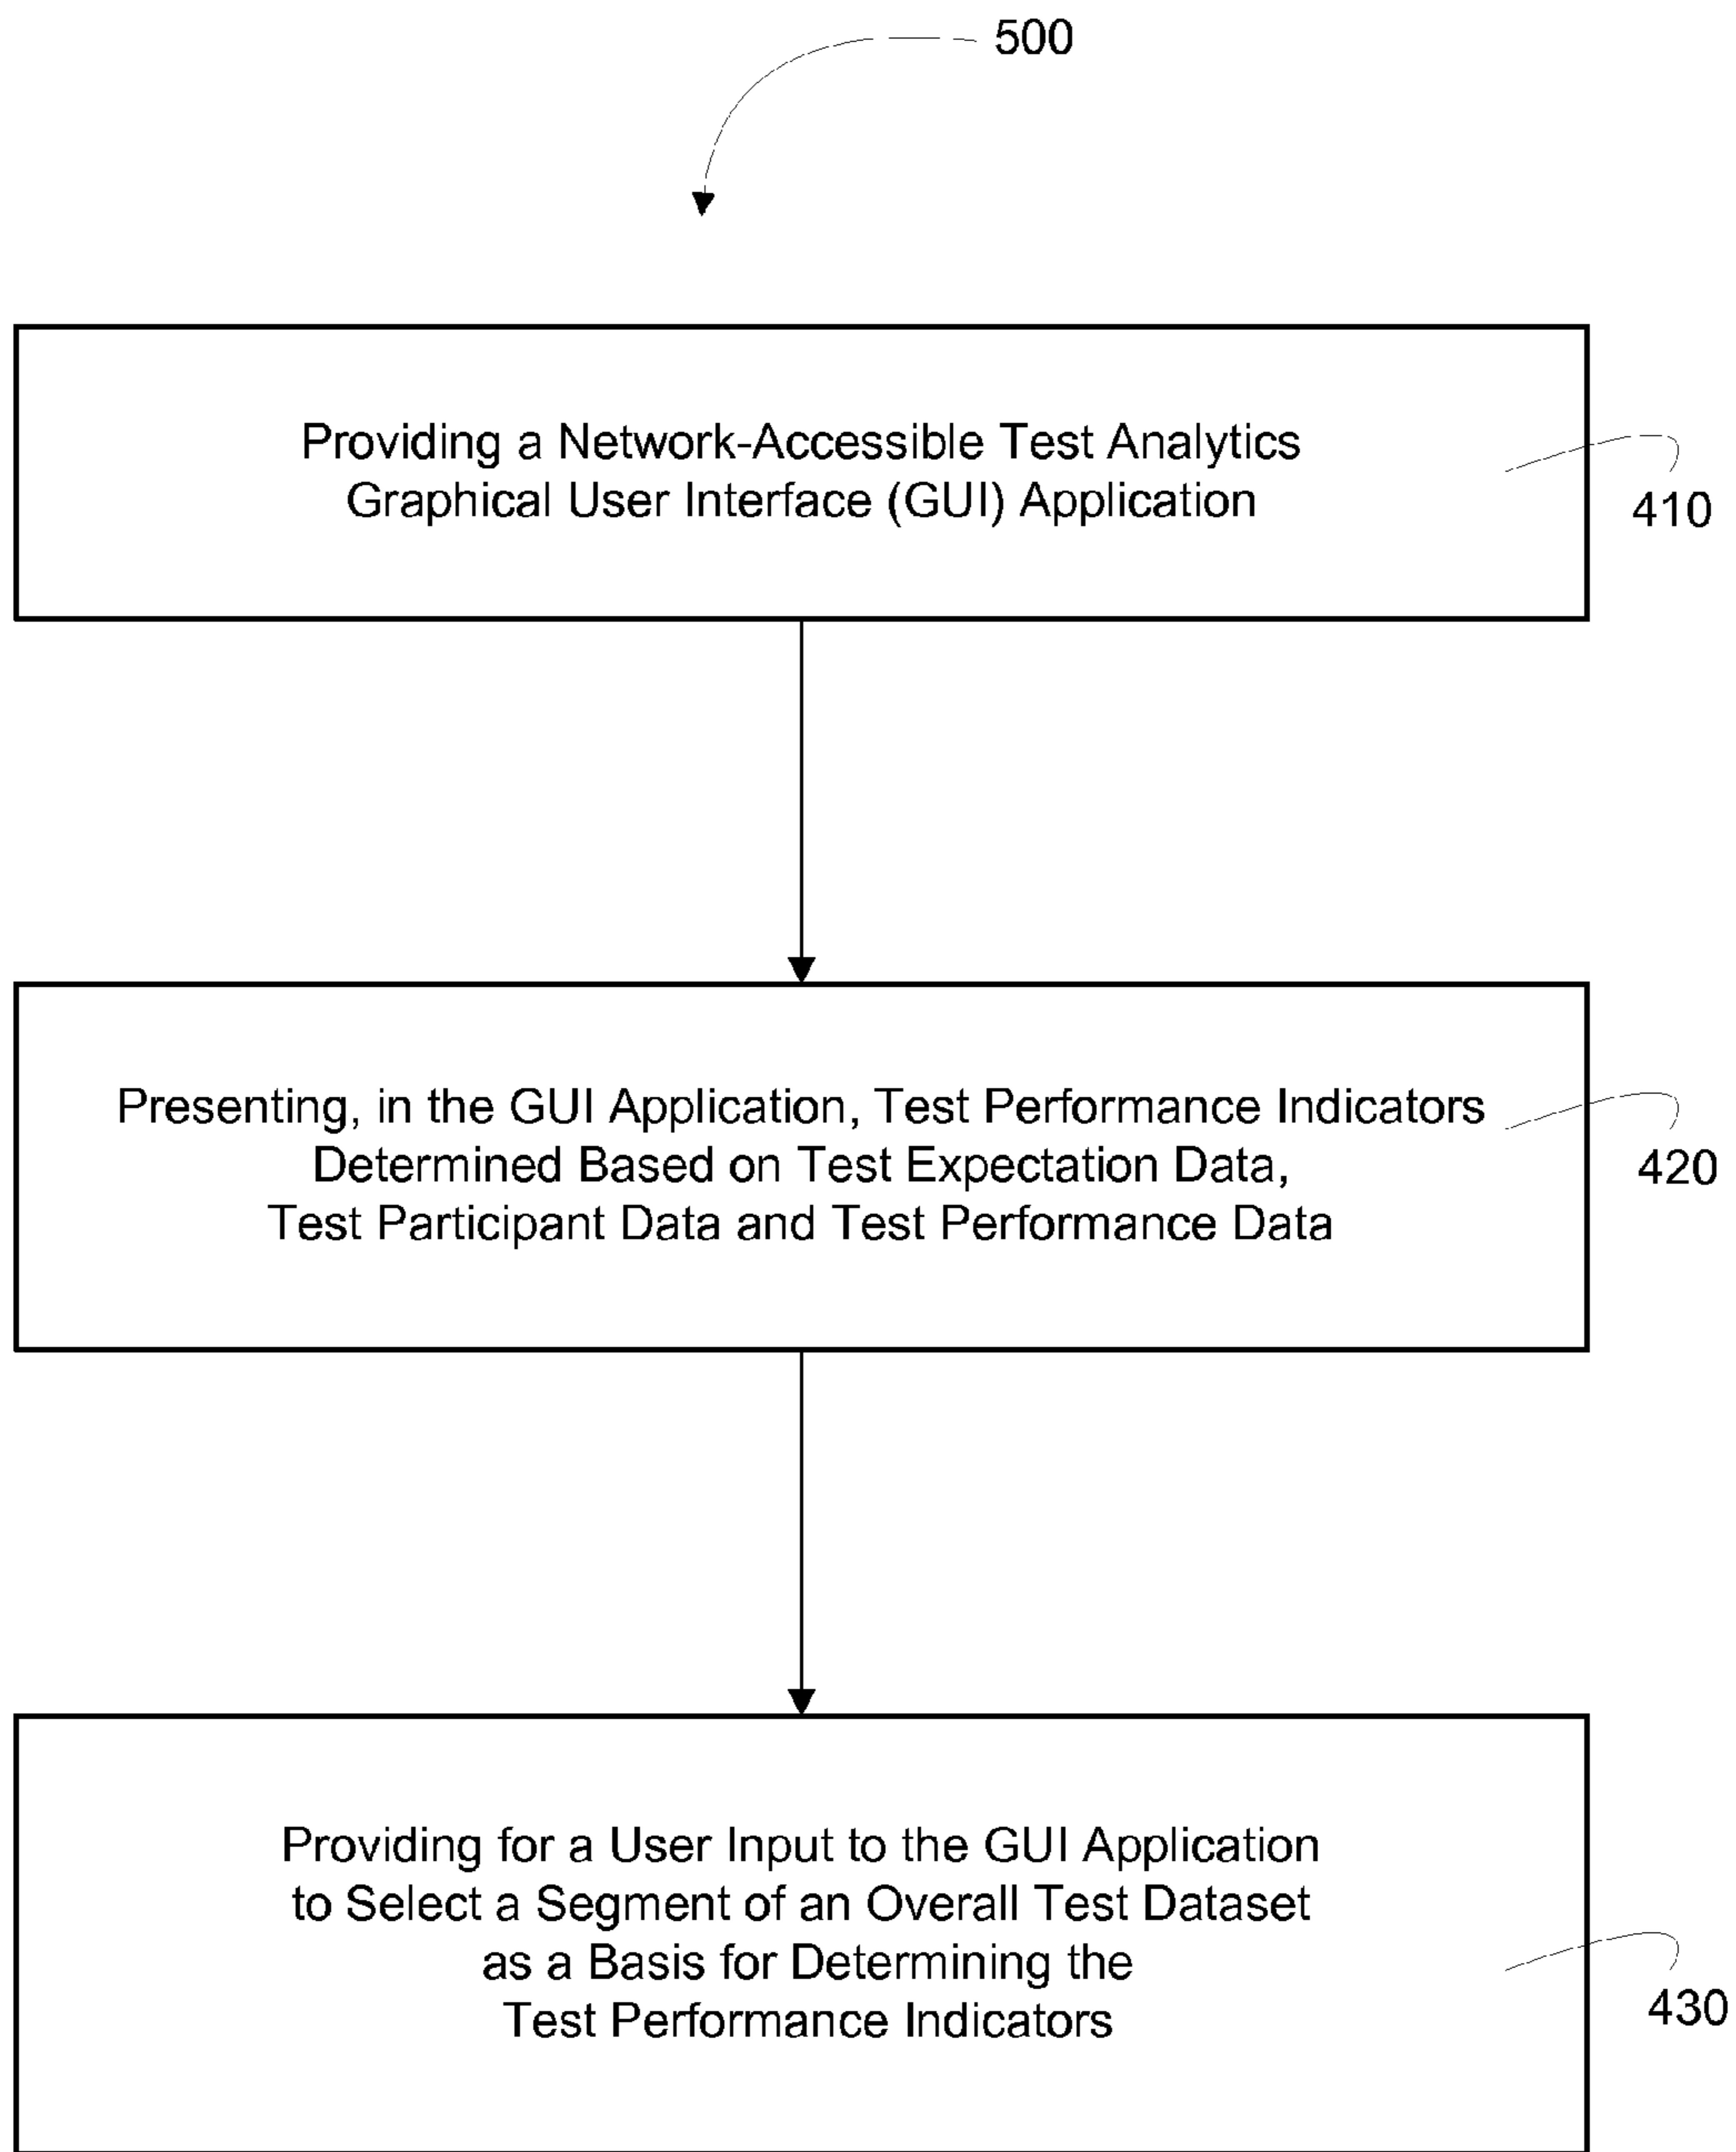 500
Providing a Network-Accessible Test Analytics
Graphical User Interface (GUI) Application
410
Presenting, in the GUI Application, Test Performance Indicators
Determined Based on Test Expectation Data,
Test Participant Data and Test Performance Data
420
Providing for a User Input to the GUI Application
to Select a Segment of an Overall Test Dataset
as a Basis for Determining the
Test Performance Indicators
430